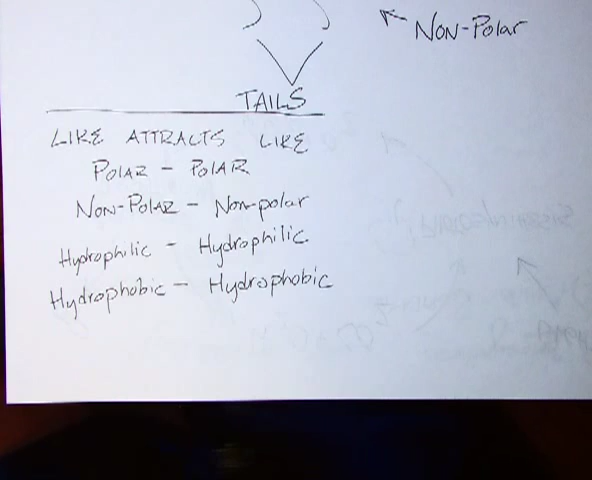 Non-Polar
TAILS
LIKE ATTRACTS LIKE
POLAR - POLAR
NON-POLAR - Non-polar
Hydrophilic - Hydrophilic
Hydrophobic - Hydrophobic